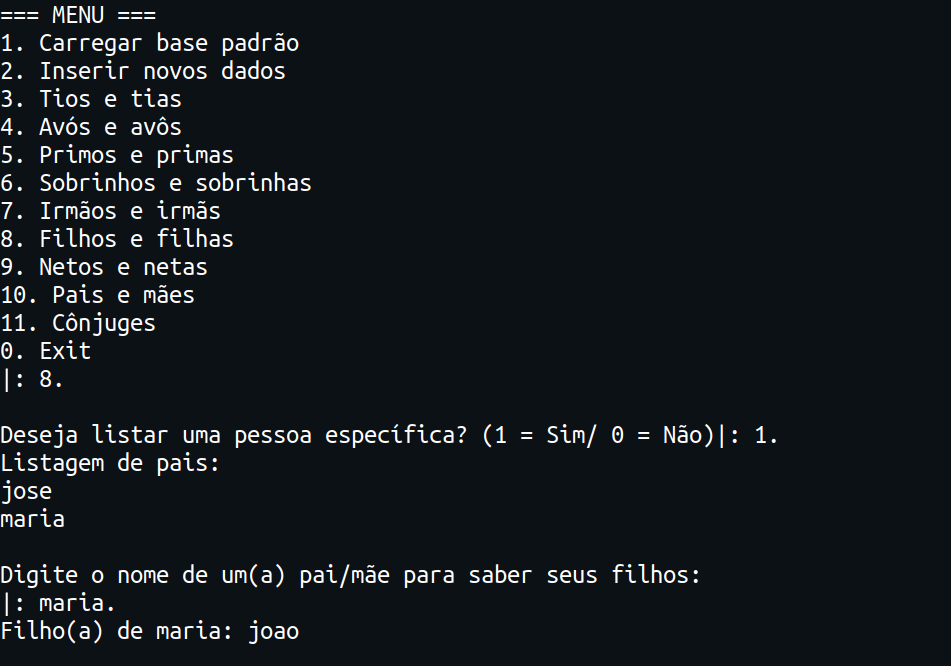 === MENU ===
1. Carregar base padrão
2. Inserir novos dados
3. Tios e tias
4. Avós e avôs
5. Primos e primas
6. Sobrinhos e sobrinhas
7. Irmãos e irmãs
8. Filhos e filhas
9. Netos e netas
10. Pais e mães
11. Cônjuges
0. Exit
|: 8.
Deseja listar uma pessoa específica? (1 = Sim/ 0 = Não)|: 1.
Listagem de pais:
jose
maria
Digite o nome de um(a) pai/mãe para saber seus filhos:
|: maria.
Filho(a) de maria: joao